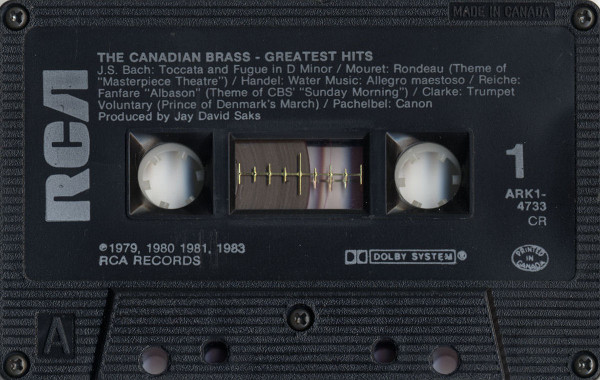 MADE IN CANADA
THE CANADIAN BRASS - GREATEST HITS
J.S. Bach: Toccata and Fugue in D Minor / Mouret: Rondeau (Theme of
"Masterpiece Theatre") / Handel: Water Music: Allegro maestoso / Reiche:
Fanfare "Albason" (Theme of CBS' "Sunday Morning") / Clarke: Trumpet
Voluntary (Prince of Denmark's March) / Pachelbel: Canon
Produced by Jay David Saks
RCA
1
ARK1-
4733
CR
℗1979, 1980 1981, 1983
RCA RECORDS
DOLBY SYSTEM®
PRINTED
IN
CANADA
A